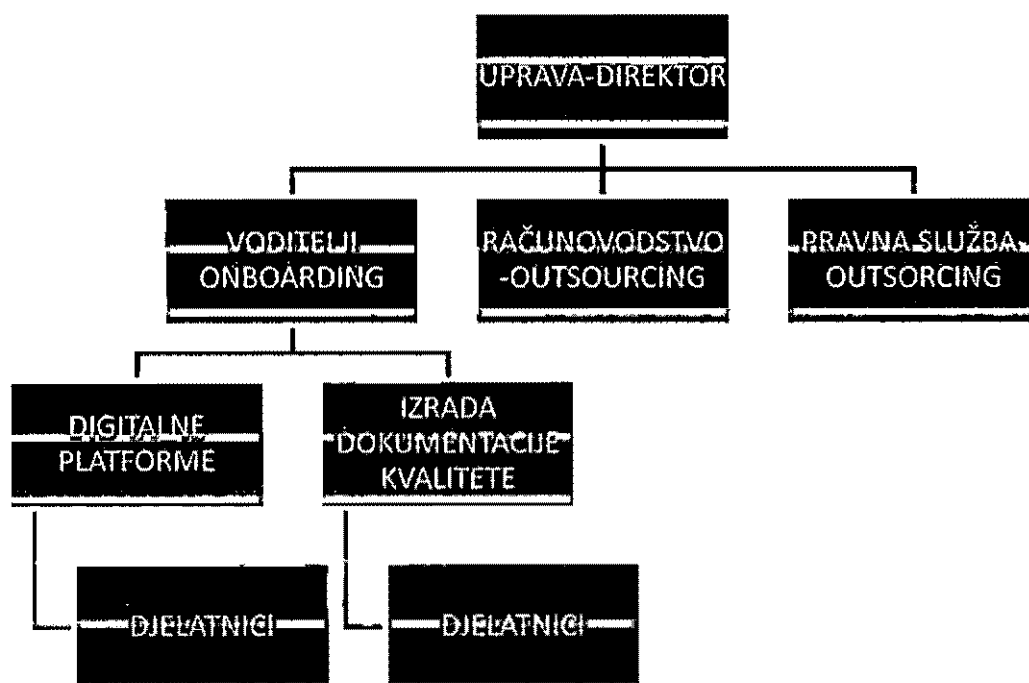 UPRAVA-DIREKTOR
VODITELJI
ONBOARDING
RAČUNOVODSTVO
-OUTSOURCING
PRAVNA SLUŽBA-
OUTSORCING
DIGITALNE
PLATFORME
IZRADA
DOKUMENTACIJE
KVALITETE
DJELATNICI
DJELATNICI